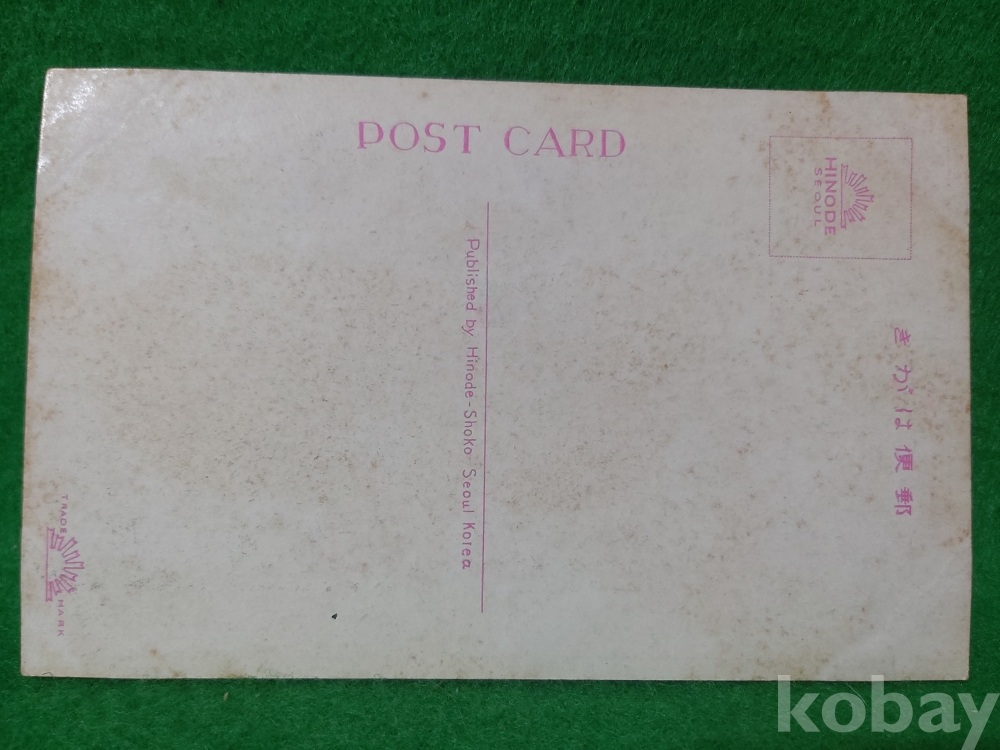 POST CARD
HINODE
SEOUL
郵便はがき
Published by Hinode-Shoko Seoul Korea
TRADE MARK
kobay